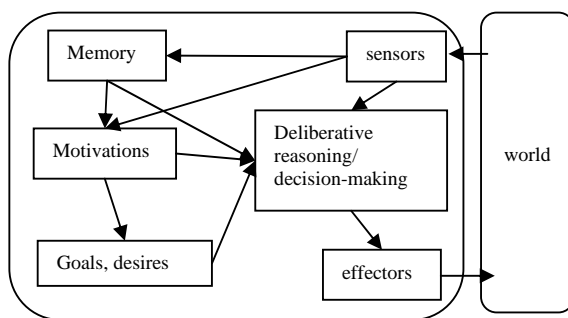 Memory
sensors
Motivations
Deliberative
reasoning/
decision-making
world
Goals, desires
effectors